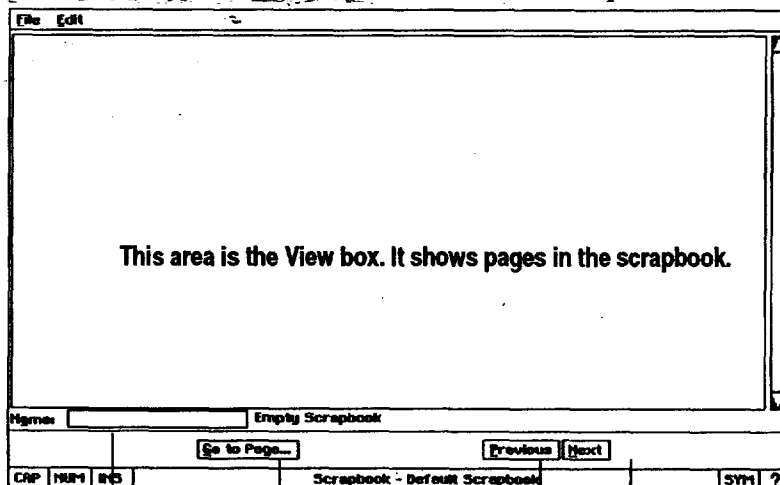 File Edit
This area is the View box. It shows pages in the scrapbook.
Name: Empty Scrapbook
Go to Page... Previous Next
CAP NUM INS Scrapbook - Default Scrapbook SYM ?